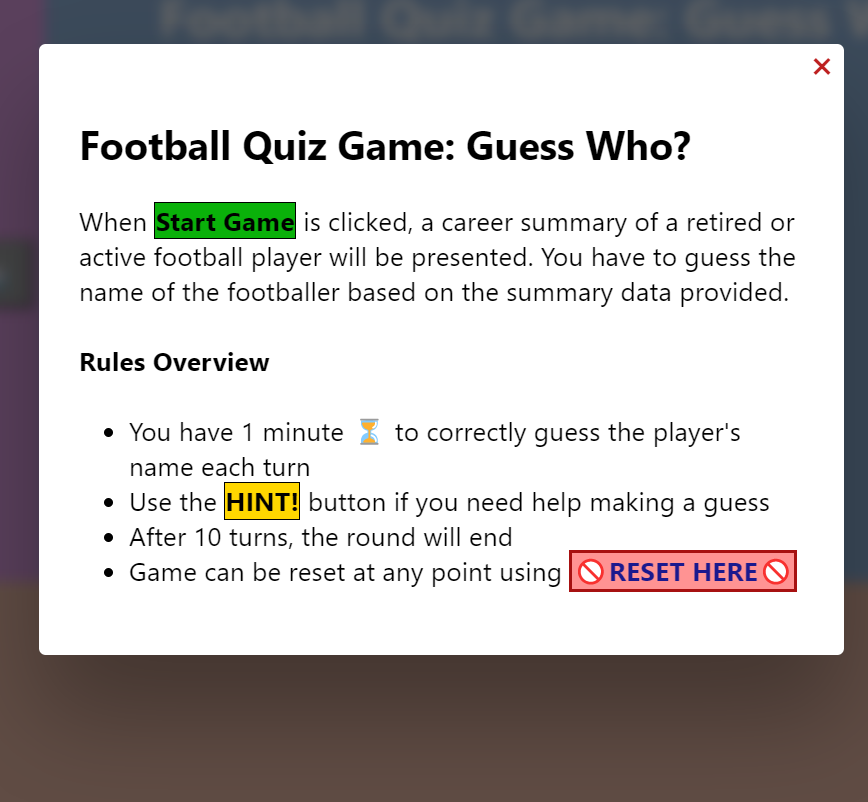 Football Quiz Game: Guess W
×
Football Quiz Game: Guess Who?
When Start Game is clicked, a career summary of a retired or
active football player will be presented. You have to guess the
name of the footballer based on the summary data provided.
Rules Overview
• You have 1 minute ⏳ to correctly guess the player's
name each turn
• Use the HINT! button if you need help making a guess
• After 10 turns, the round will end
• Game can be reset at any point using 🚫RESET HERE🚫